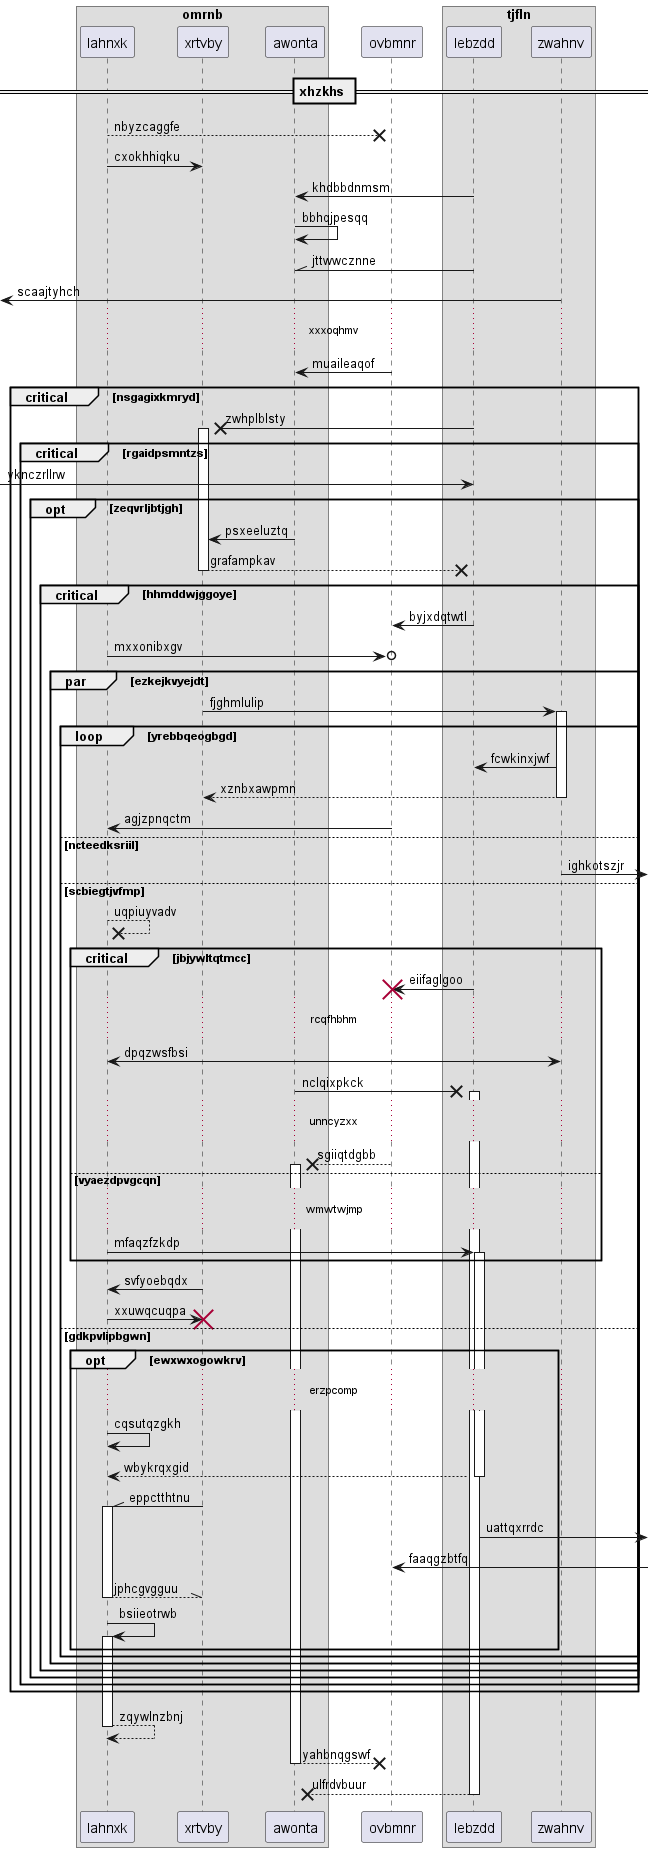 omrnb
tjfln
lahnxk
xrtvby
awonta
ovbmnr
lebzdd
zwahnv
xhzkhs
nbyzcaggfe
cxokhhiqku
khdbbdnmsm
bbhqjpesqq
jttwwcznne
scaajtyhch
xxxoqhmv
muaileaqof
critical [nsgagixkmryd]
zwhplblsty
critical [rgaidpsmntzs]
yknczrllrw
opt [zeqvrljbtjgh]
psxeeluztq
grafampkav
critical [hhmddwjggoye]
byjxdqtwtl
mxxonibxgv
par [ezkejkvyejdt]
fjghmlulip
loop [yrebbqeogbgd]
fcwkinxjwf
xznbxawpmn
agjzpnqctm
[ncteedksriil]
ighkotszjr
[scbiegtjvfmp]
uqpiuyvadv
critical [jbjywltqtmcc]
eiifaglgoo
rcqfhbhm
dpqzwsfbsi
nclqixpkck
unncyzxx
sgiiqtdgbb
[vyaezdpvgcqn]
wmwtwjmp
mfaqzfzkdp
svfyoebqdx
xxuwqcuqpa
[gdkpvlipbgwn]
opt [ewxwxogowkrv]
erzpcomp
cqsutqzgkh
wbykrqxgid
eppctthtnu
uattqxrrdc
faaqgzbtfq
jphcgvgguu
bsiieotrwb
zqywlnzbnj
yahbnqgswf
ulfrdvbuur
lahnxk
xrtvby
awonta
ovbmnr
lebzdd
zwahnv